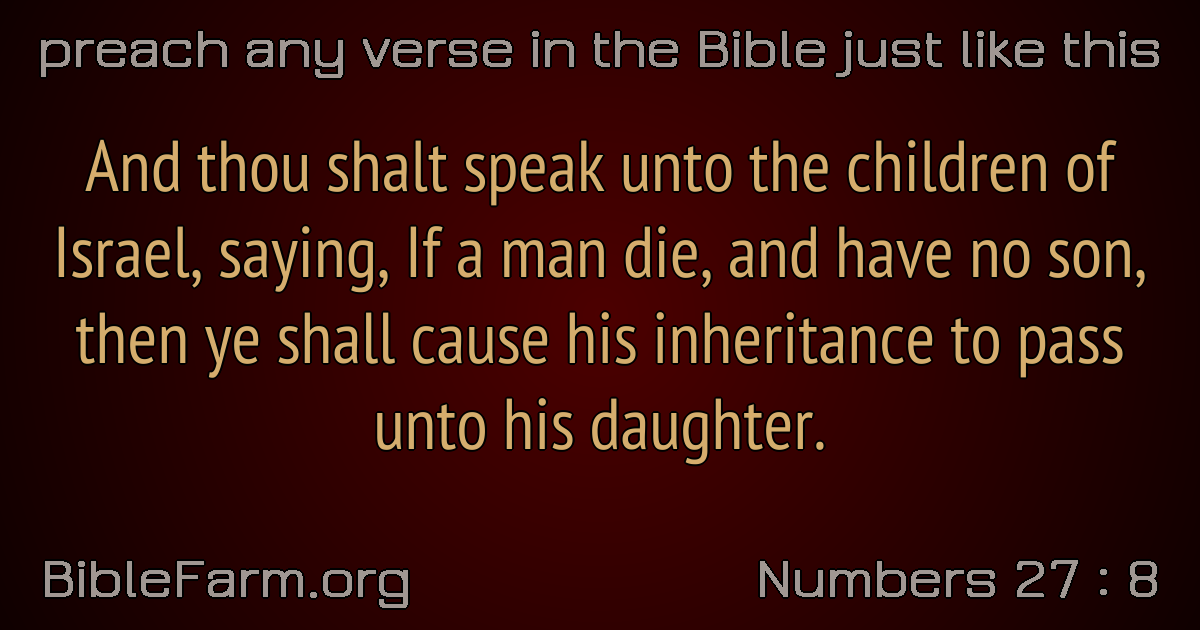 preach any verse in the Bible just like this
And thou shalt speak unto the children of
Israel, saying, If a man die, and have no son,
then ye shall cause his inheritance to pass
unto his daughter.
BibleFarm.org
Numbers 27 : 8